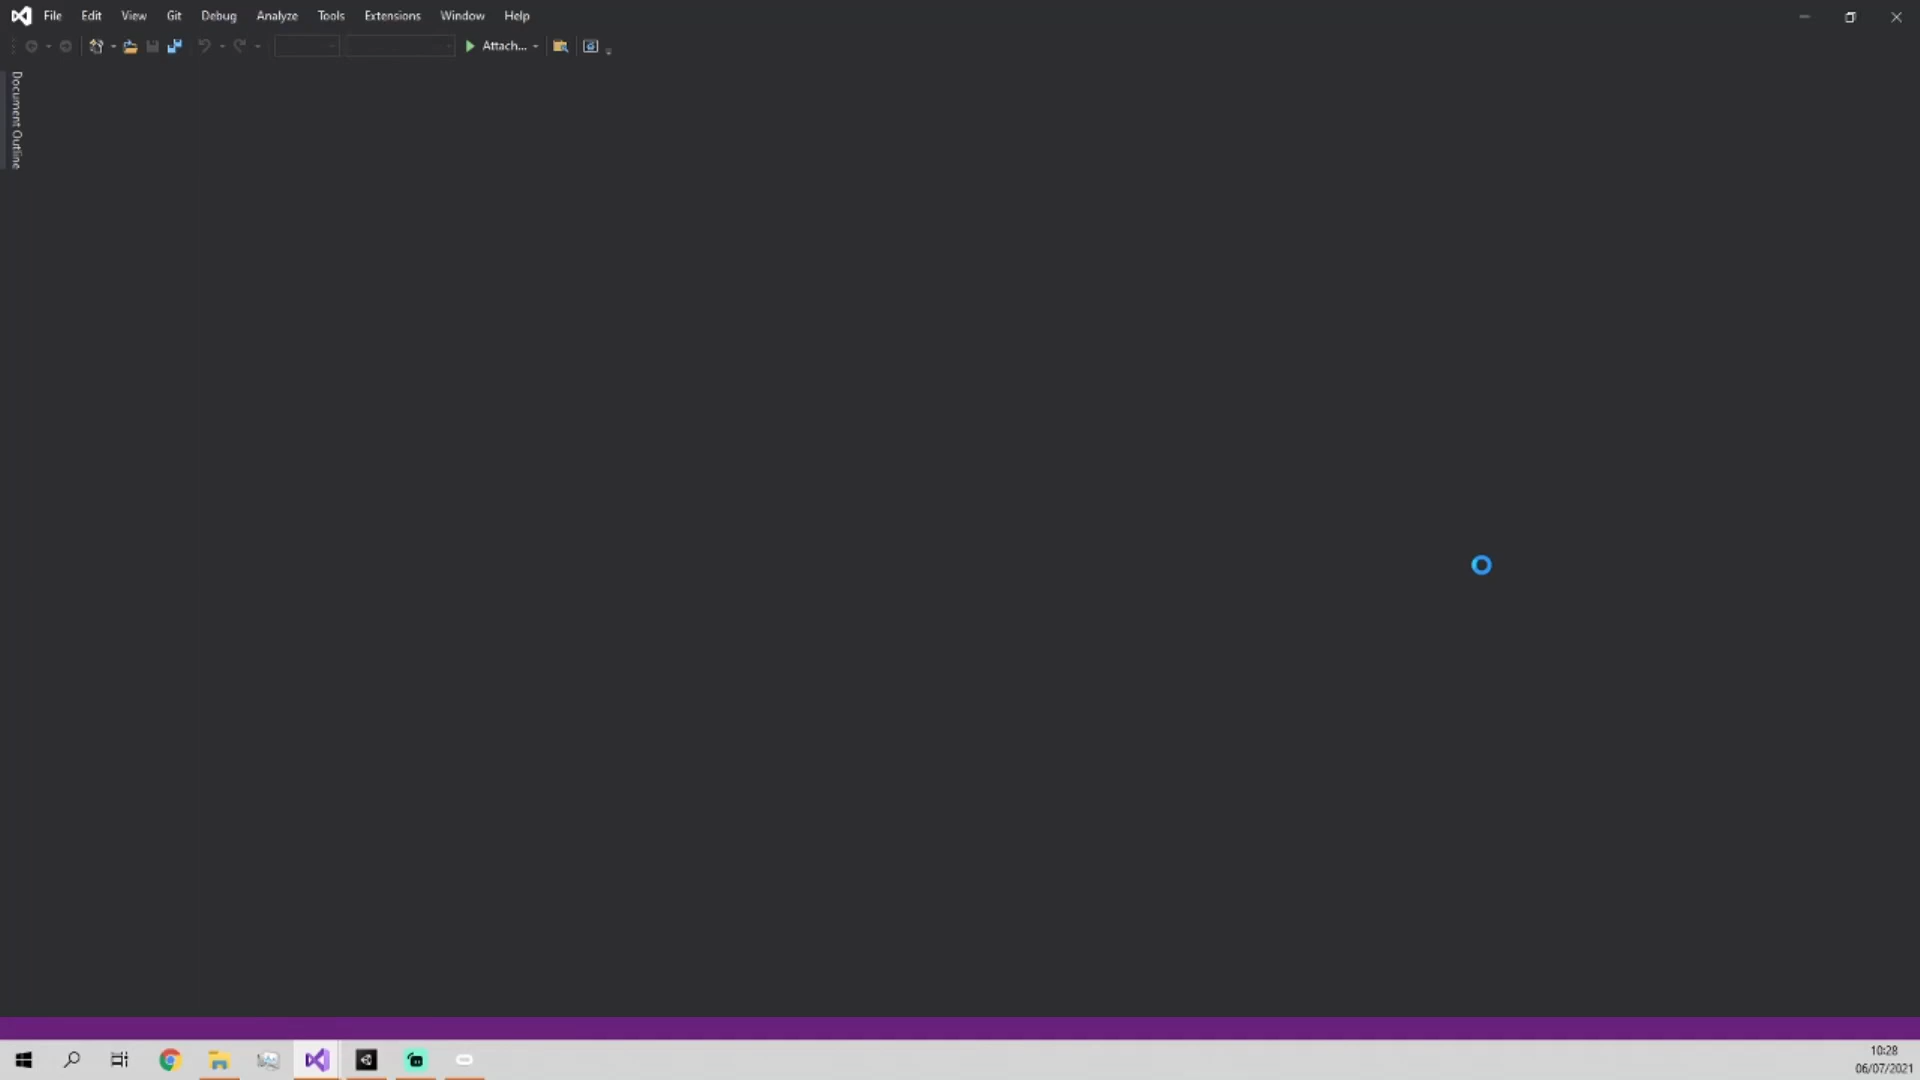 File Edit View Git Debug Analyze Tools Extensions Window Help
Attach...
Document Outline
10:28
06/07/2021